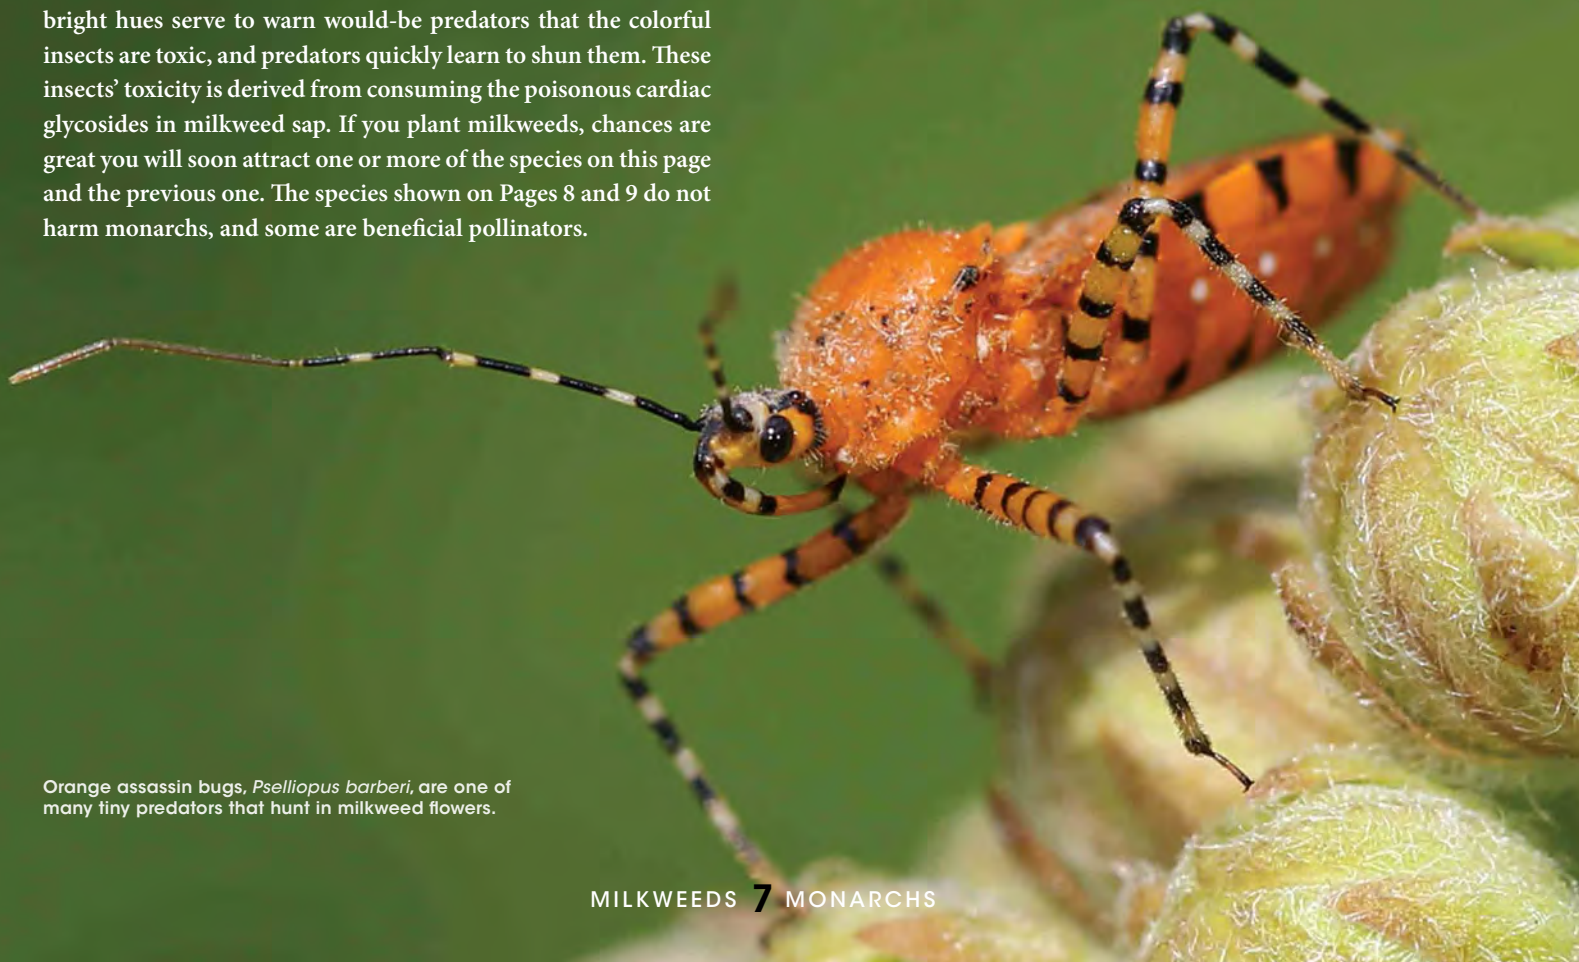 bright hues serve to warn would-be predators that the colorful
insects are toxic, and predators quickly learn to shun them. These
insects’ toxicity is derived from consuming the poisonous cardiac
glycosides in milkweed sap. If you plant milkweeds, chances are
great you will soon attract one or more of the species on this page
and the previous one. The species shown on Pages 8 and 9 do not
harm monarchs, and some are beneficial pollinators.
Orange assassin bugs, Pselliopus barberi, are one of
many tiny predators that hunt in milkweed flowers.
MILKWEEDS 7 MONARCHS